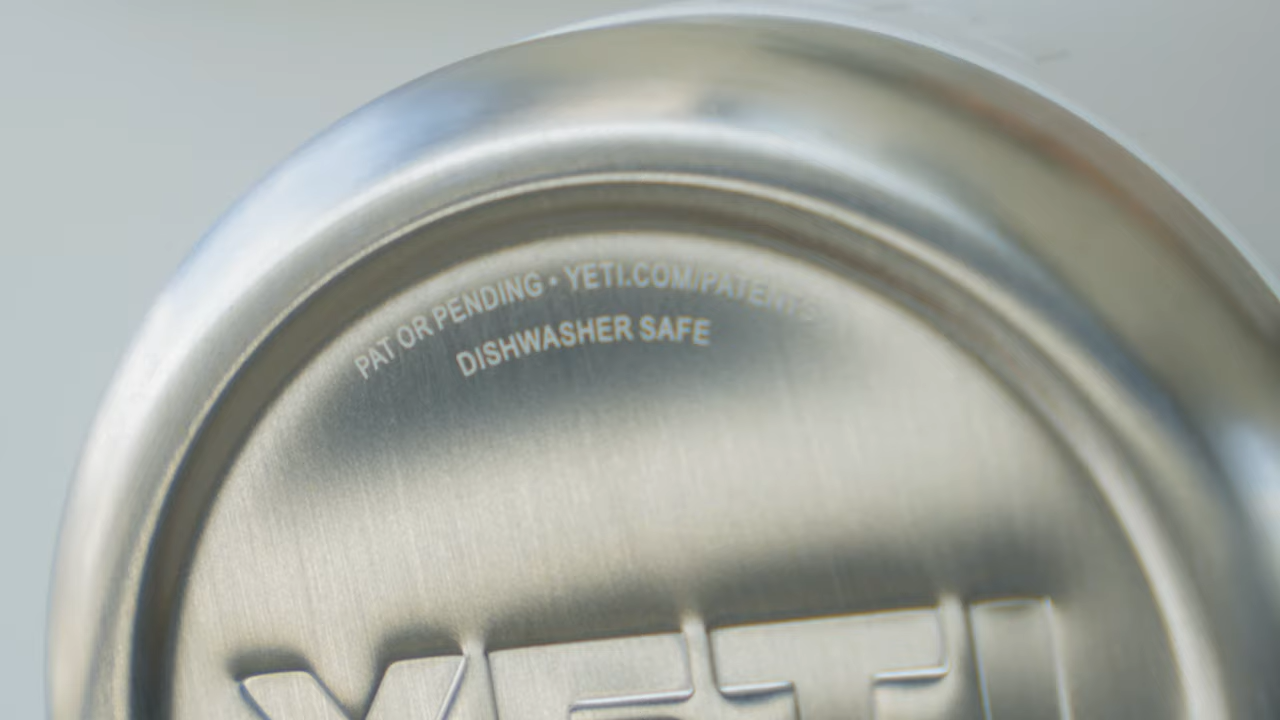 PAT OR PENDING • YETI.COM/PATENTS
DISHWASHER SAFE
YETI